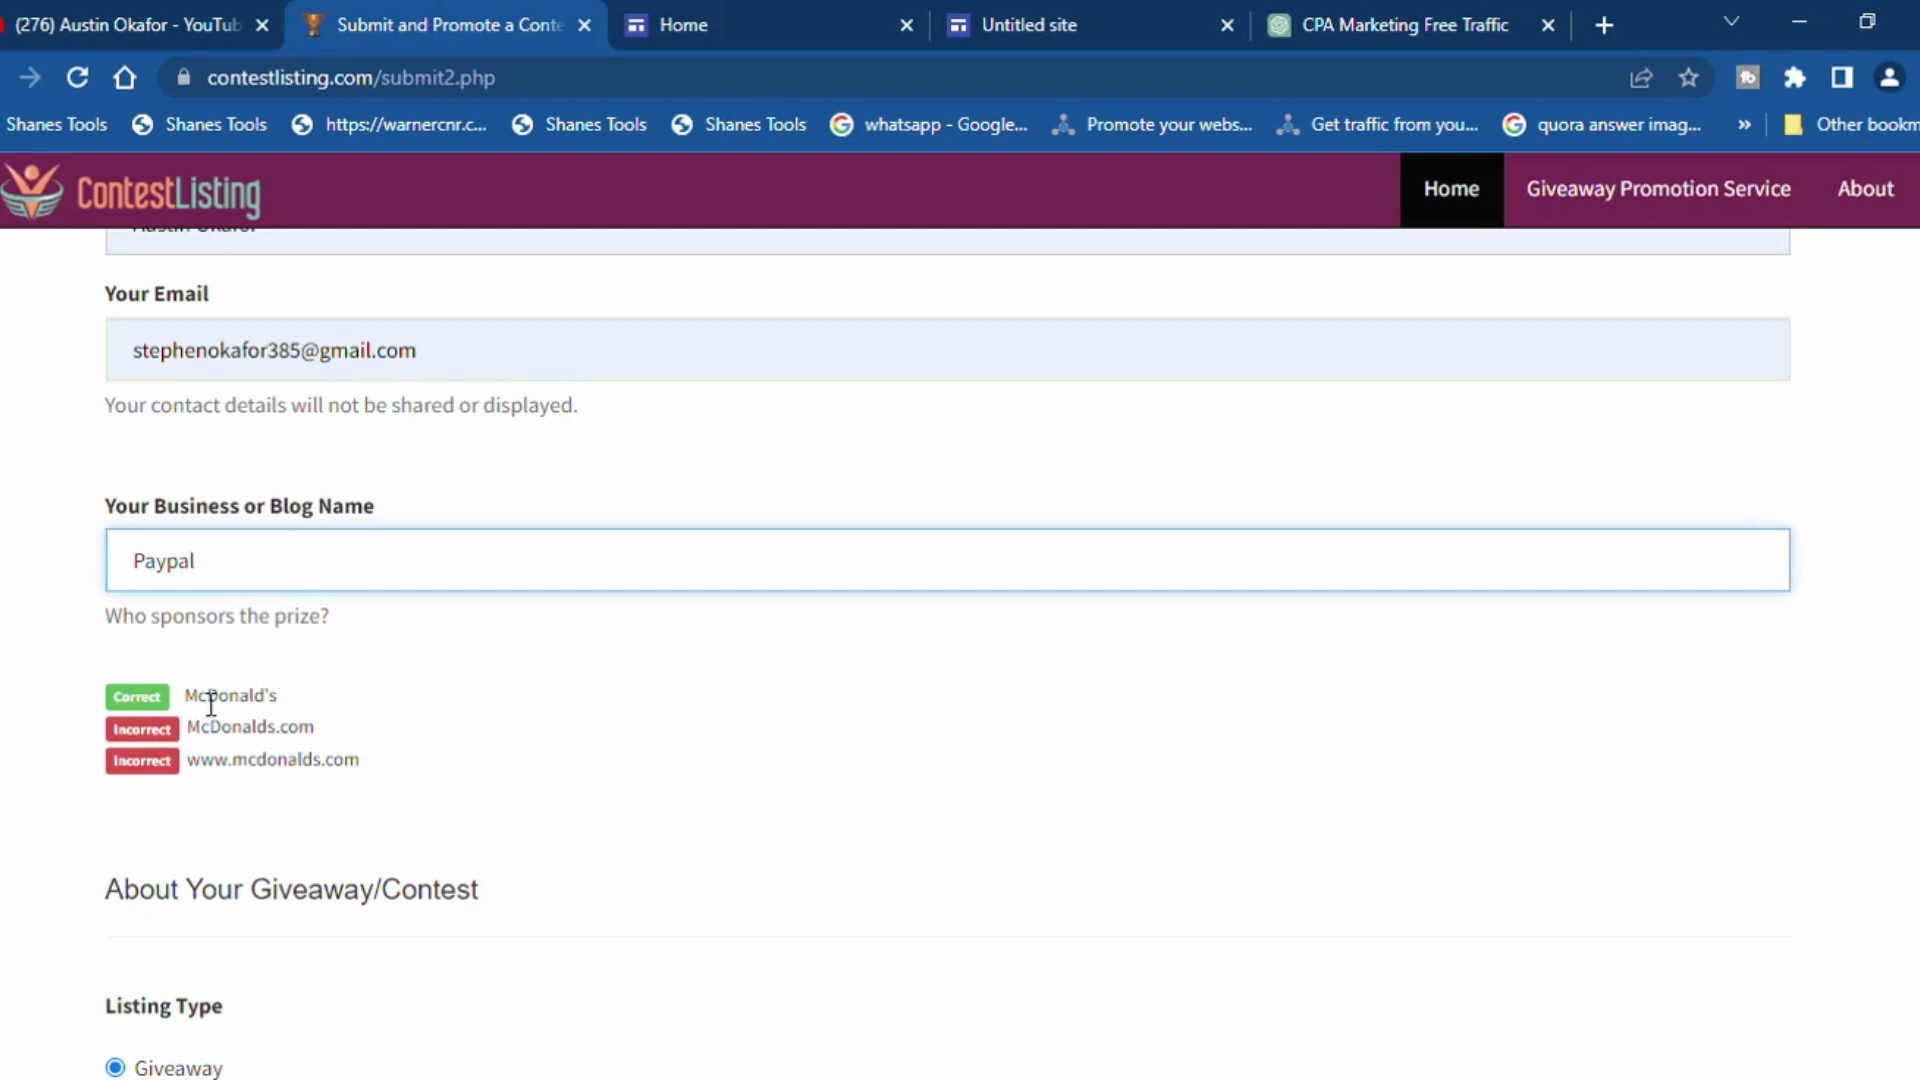 (276) Austin Okafor - YouTub
Submit and Promote a Conte
Home
Untitled site
CPA Marketing Free Traffic
contestlisting.com/submit2.php
Shanes Tools
Shanes Tools
https://warnercnr.c...
Shanes Tools
Shanes Tools
whatsapp - Google...
Promote your webs...
Get traffic from you...
quora answer imag...
»
Other bookm
ContestListing
Home
Giveaway Promotion Service
About
Austin Okafor
Your Email
stephenokafor385@gmail.com
Your contact details will not be shared or displayed.
Your Business or Blog Name
Paypal
Who sponsors the prize?
Correct McDonald's
Incorrect McDonalds.com
Incorrect www.mcdonalds.com
About Your Giveaway/Contest
Listing Type
Giveaway